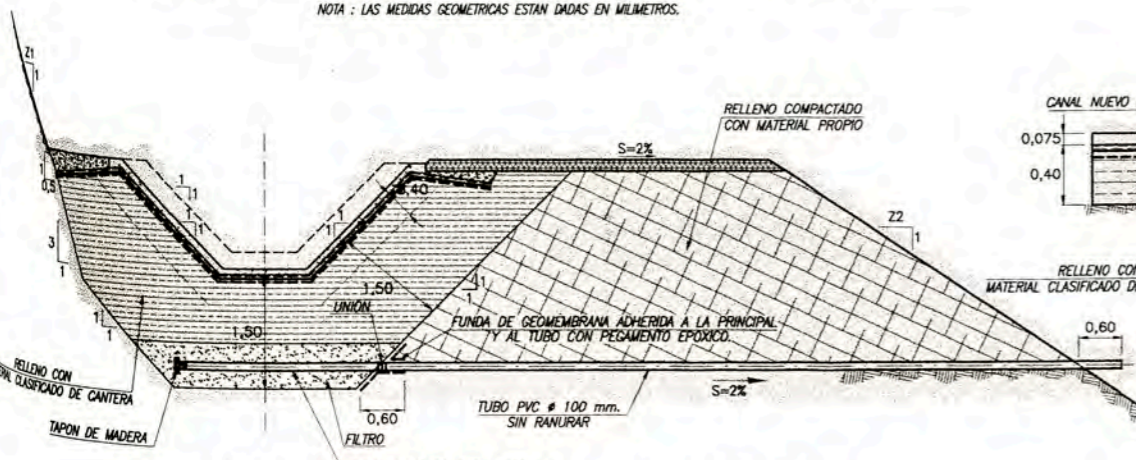 NOTA : LAS MEDIDAS GEOMETRICAS ESTAN DADAS EN MILIMETROS.
Z1
1
RELLENO COMPACTADO
CON MATERIAL PROPIO
CANAL NUEVO
S=2%
0,075
0,40
1
0,5
1
1
1
1
1
1
1
1
0,40
3
1
Z2
1
1,50
1
1
UNION
1
1
1,50
FUNDA DE GEOMEMBRANA ADHERIDA A LA PRINCIPAL
Y AL TUBO CON PEGAMENTO EPOXICO.
RELLENO CON
MATERIAL CLASIFICADO DE
0,60
RELLENO CON
CLASIFICADO DE CANTERA
S=2%
0,60
TUBO PVC ø 100 mm.
SIN RANURAR
TAPON DE MADERA
FILTRO